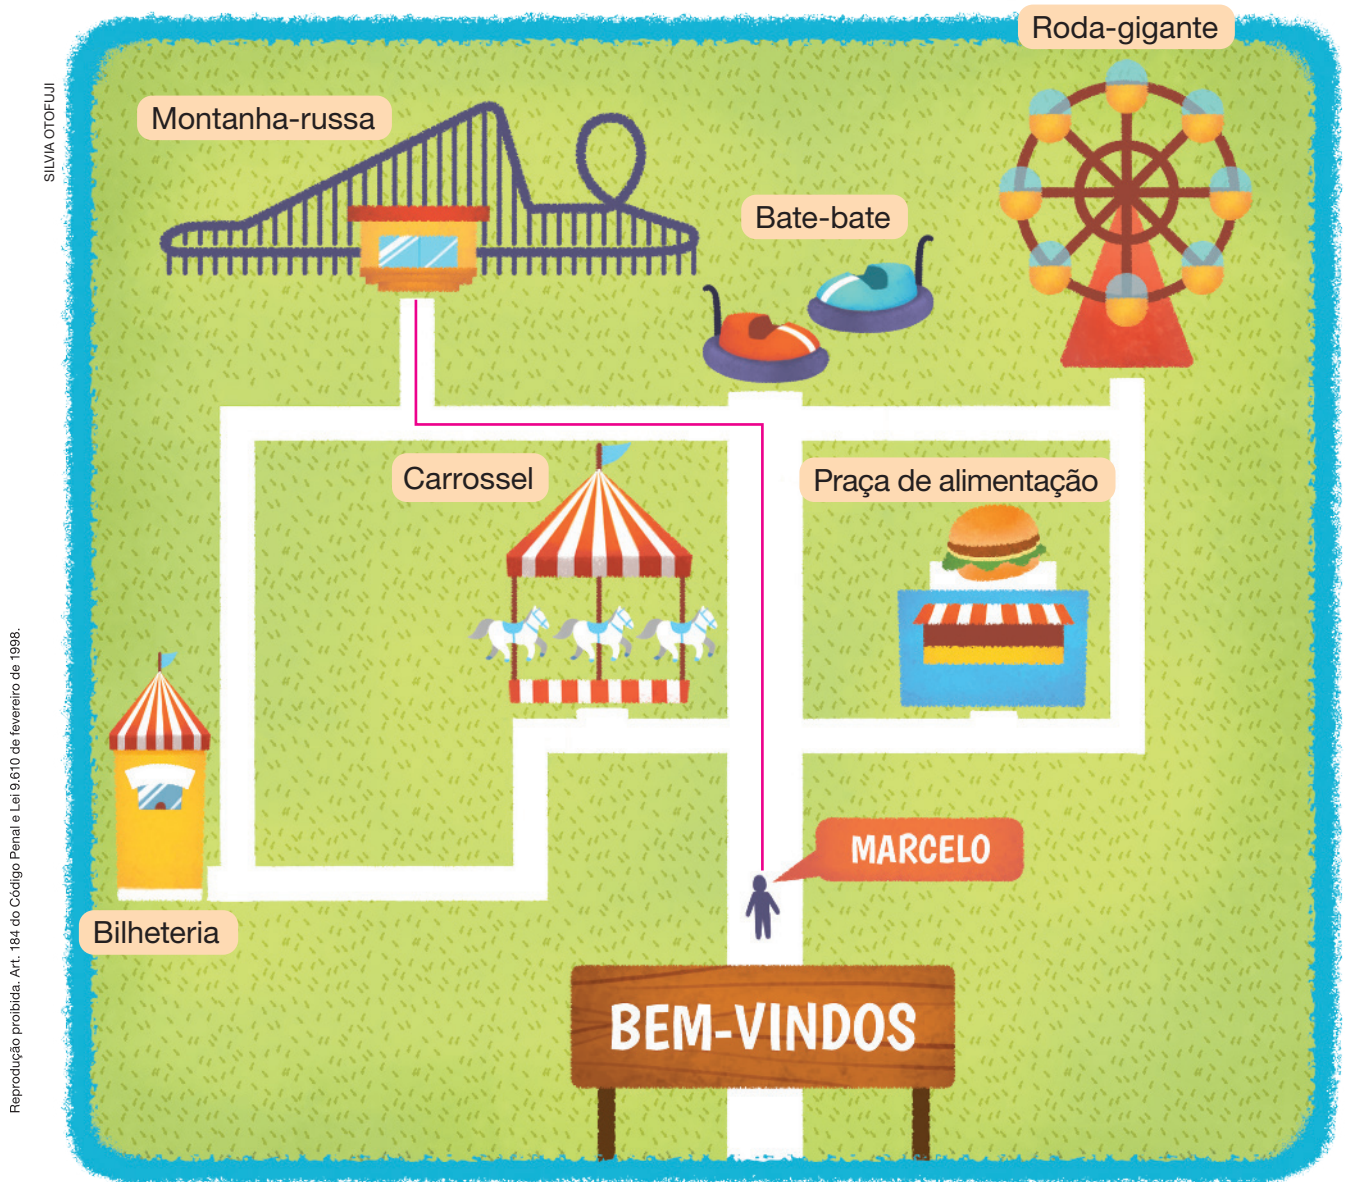 Roda-gigante
SILVIA OTOFUJI
Montanha-russa
Bate-bate
Carrossel
Praça de alimentação
Reprodução proibida. Art. 184 do Código Penal e Lei 9.610 de fevereiro de 1998.
MARCELO
Bilheteria
BEM-VINDOS